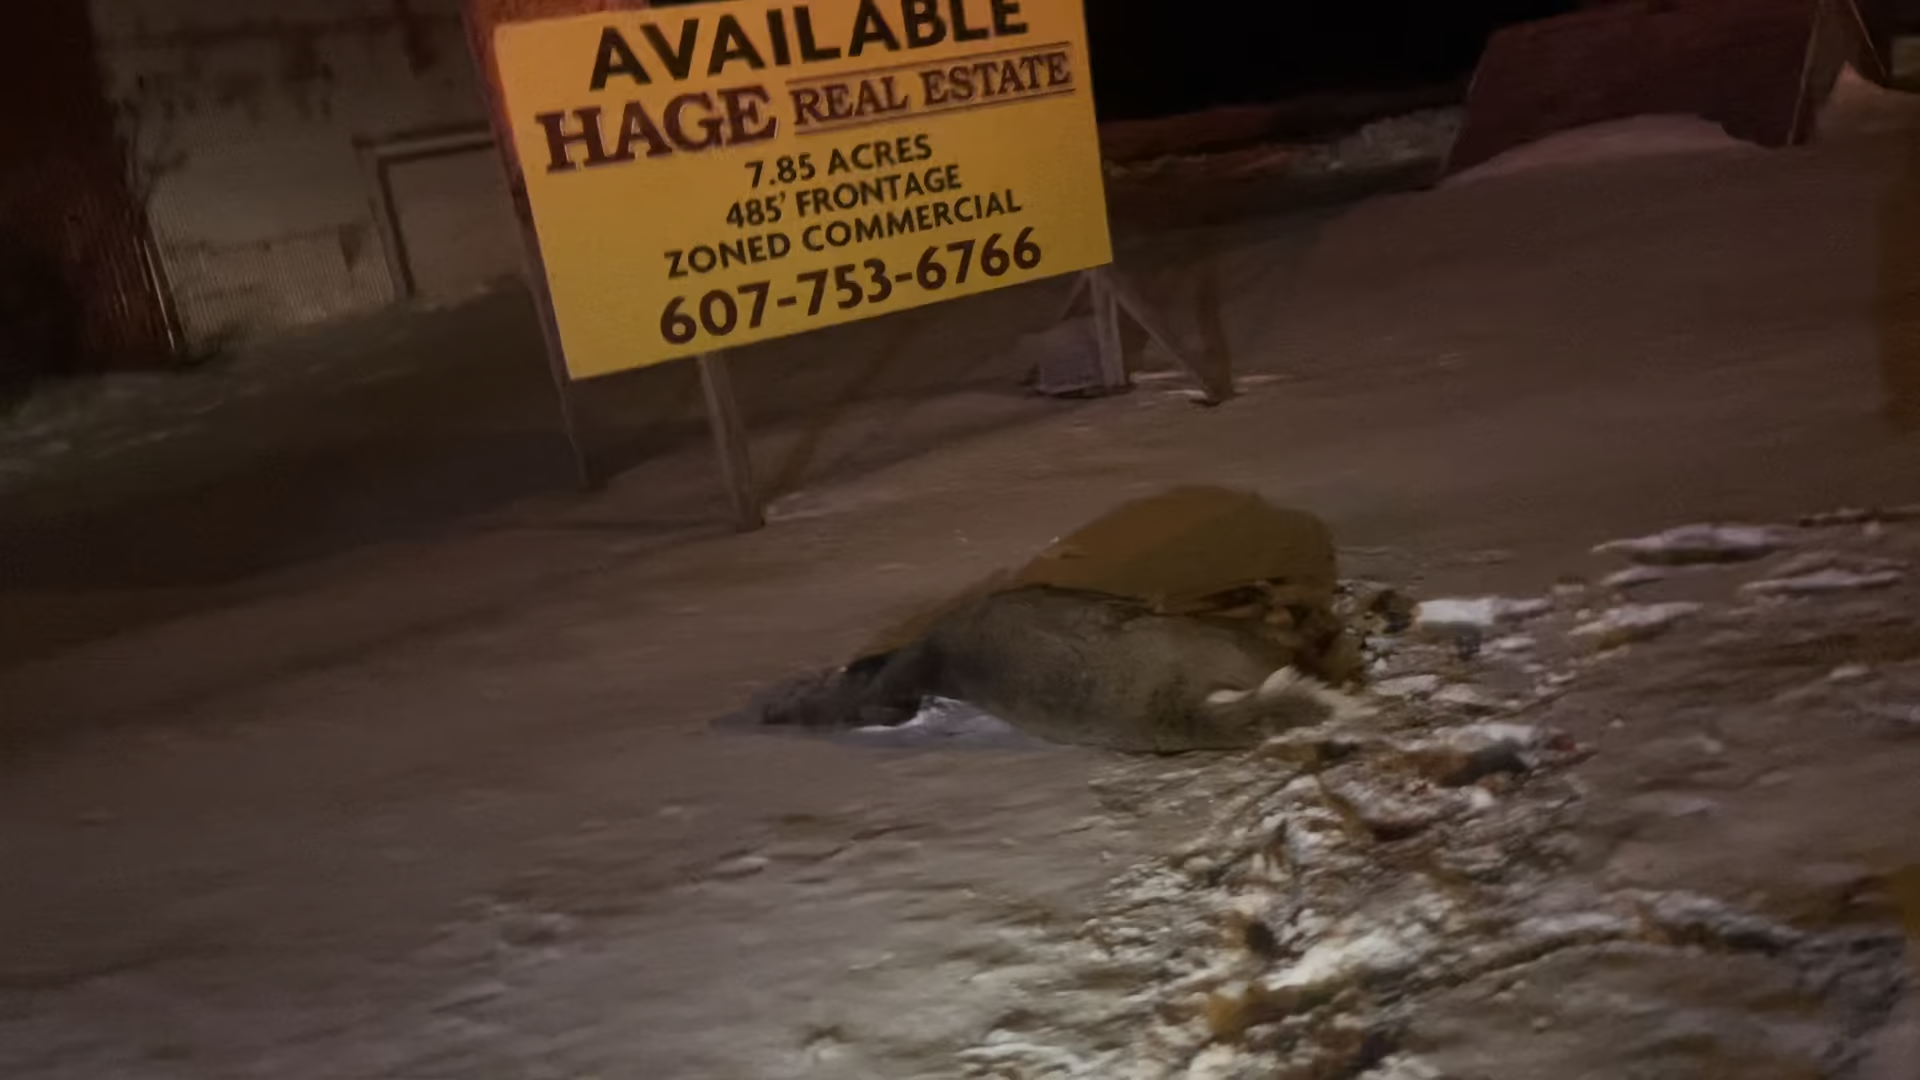 AVAILABLE
HAGE REAL ESTATE
7.85 ACRES
485' FRONTAGE
ZONED COMMERCIAL
607-753-6766